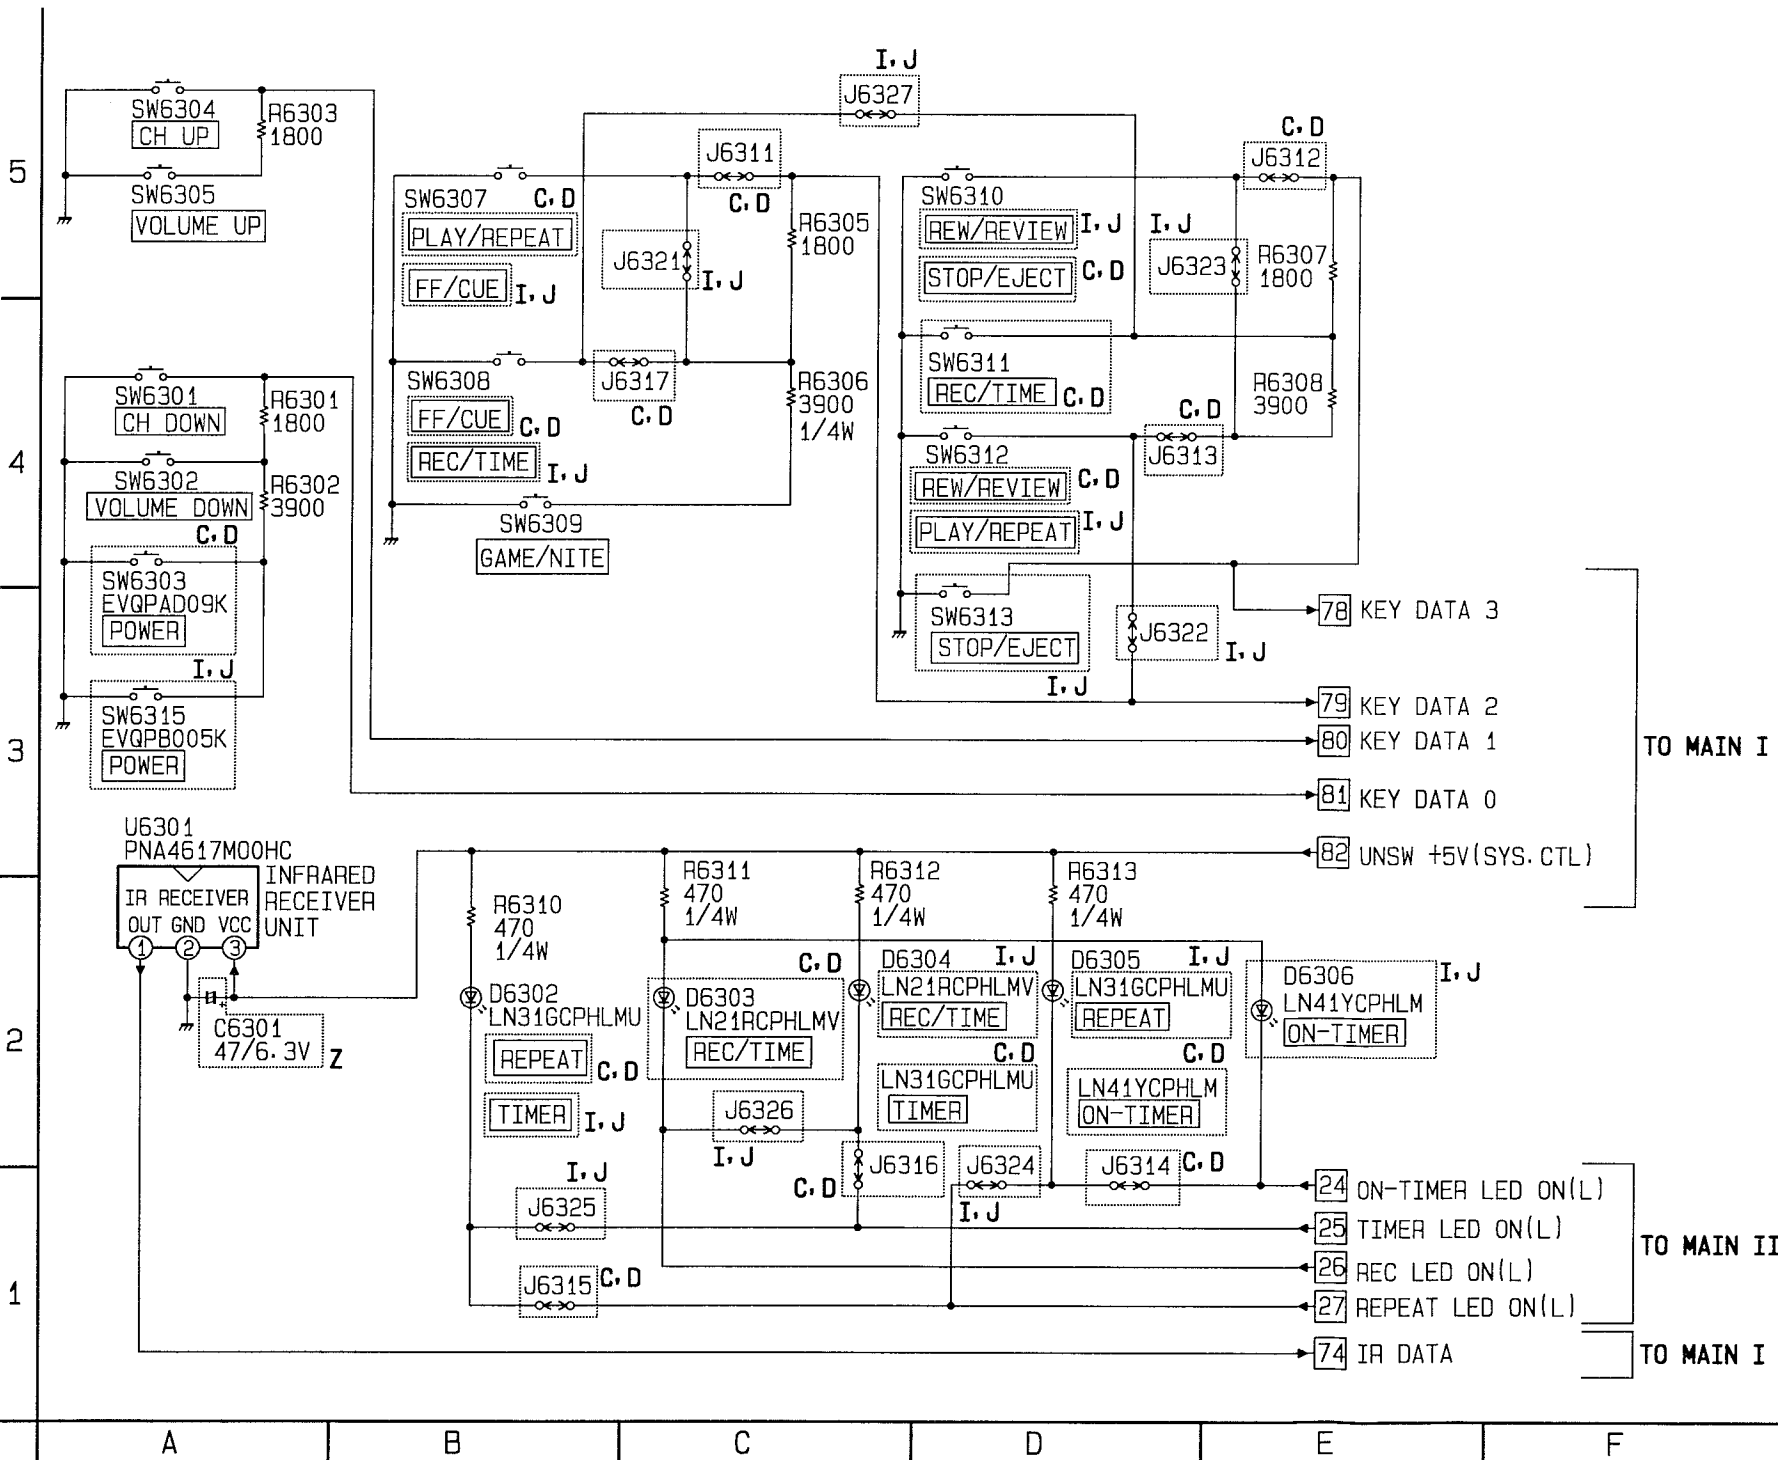 I, J
J6327
SW6304
CH UP
R6303
1800
SW6305
VOLUME UP
5
J6311
C, D
SW6307
C, D
PLAY/REPEAT
FF/CUE
I, J
J6321
I, J
R6305
1800
C, D
J6312
SW6310
REW/REVIEW
I, J
STOP/EJECT
C, D
I, J
J6323
R6307
1800
SW6301
CH DOWN
R6301
1800
4
SW6302
VOLUME DOWN
R6302
3900
C, D
SW6303
EVQPAD09K
POWER
I, J
SW6315
EVQPB005K
POWER
SW6308
FF/CUE
C, D
REC/TIME
I, J
J6317
C, D
R6306
3900
1/4W
SW6309
GAME/NITE
SW6311
REC/TIME
C, D
R6308
3900
C, D
J6313
SW6312
REW/REVIEW
C, D
PLAY/REPEAT
I, J
SW6313
STOP/EJECT
I, J
J6322
I, J
78 KEY DATA 3
79 KEY DATA 2
80 KEY DATA 1
81 KEY DATA 0
82 UNSW +5V(SYS.CTL)
TO MAIN I
3
U6301
PNA4617M00HC
INFRARED
RECEIVER
UNIT
IR RECEIVER
OUT GND VCC
1 2 3
C6301
47/6.3V
Z
2
R6310
470
1/4W
R6311
470
1/4W
R6312
470
1/4W
R6313
470
1/4W
D6302
LN31GCPHLMU
REPEAT
C, D
TIMER
I, J
C, D
D6303
LN21RCPHLMV
REC/TIME
D6304
I, J
LN21RCPHLMV
REC/TIME
C, D
LN31GCPHLMU
TIMER
D6305
I, J
LN31GCPHLMU
REPEAT
C, D
LN41YCPHLM
ON-TIMER
D6306
I, J
LN41YCPHLM
ON-TIMER
J6326
I, J
J6316
C, D
J6324
I, J
J6314
C, D
I, J
J6325
J6315
C, D
24 ON-TIMER LED ON(L)
25 TIMER LED ON(L)
26 REC LED ON(L)
27 REPEAT LED ON(L)
TO MAIN II
74 IR DATA
TO MAIN I
1
A B C D E F